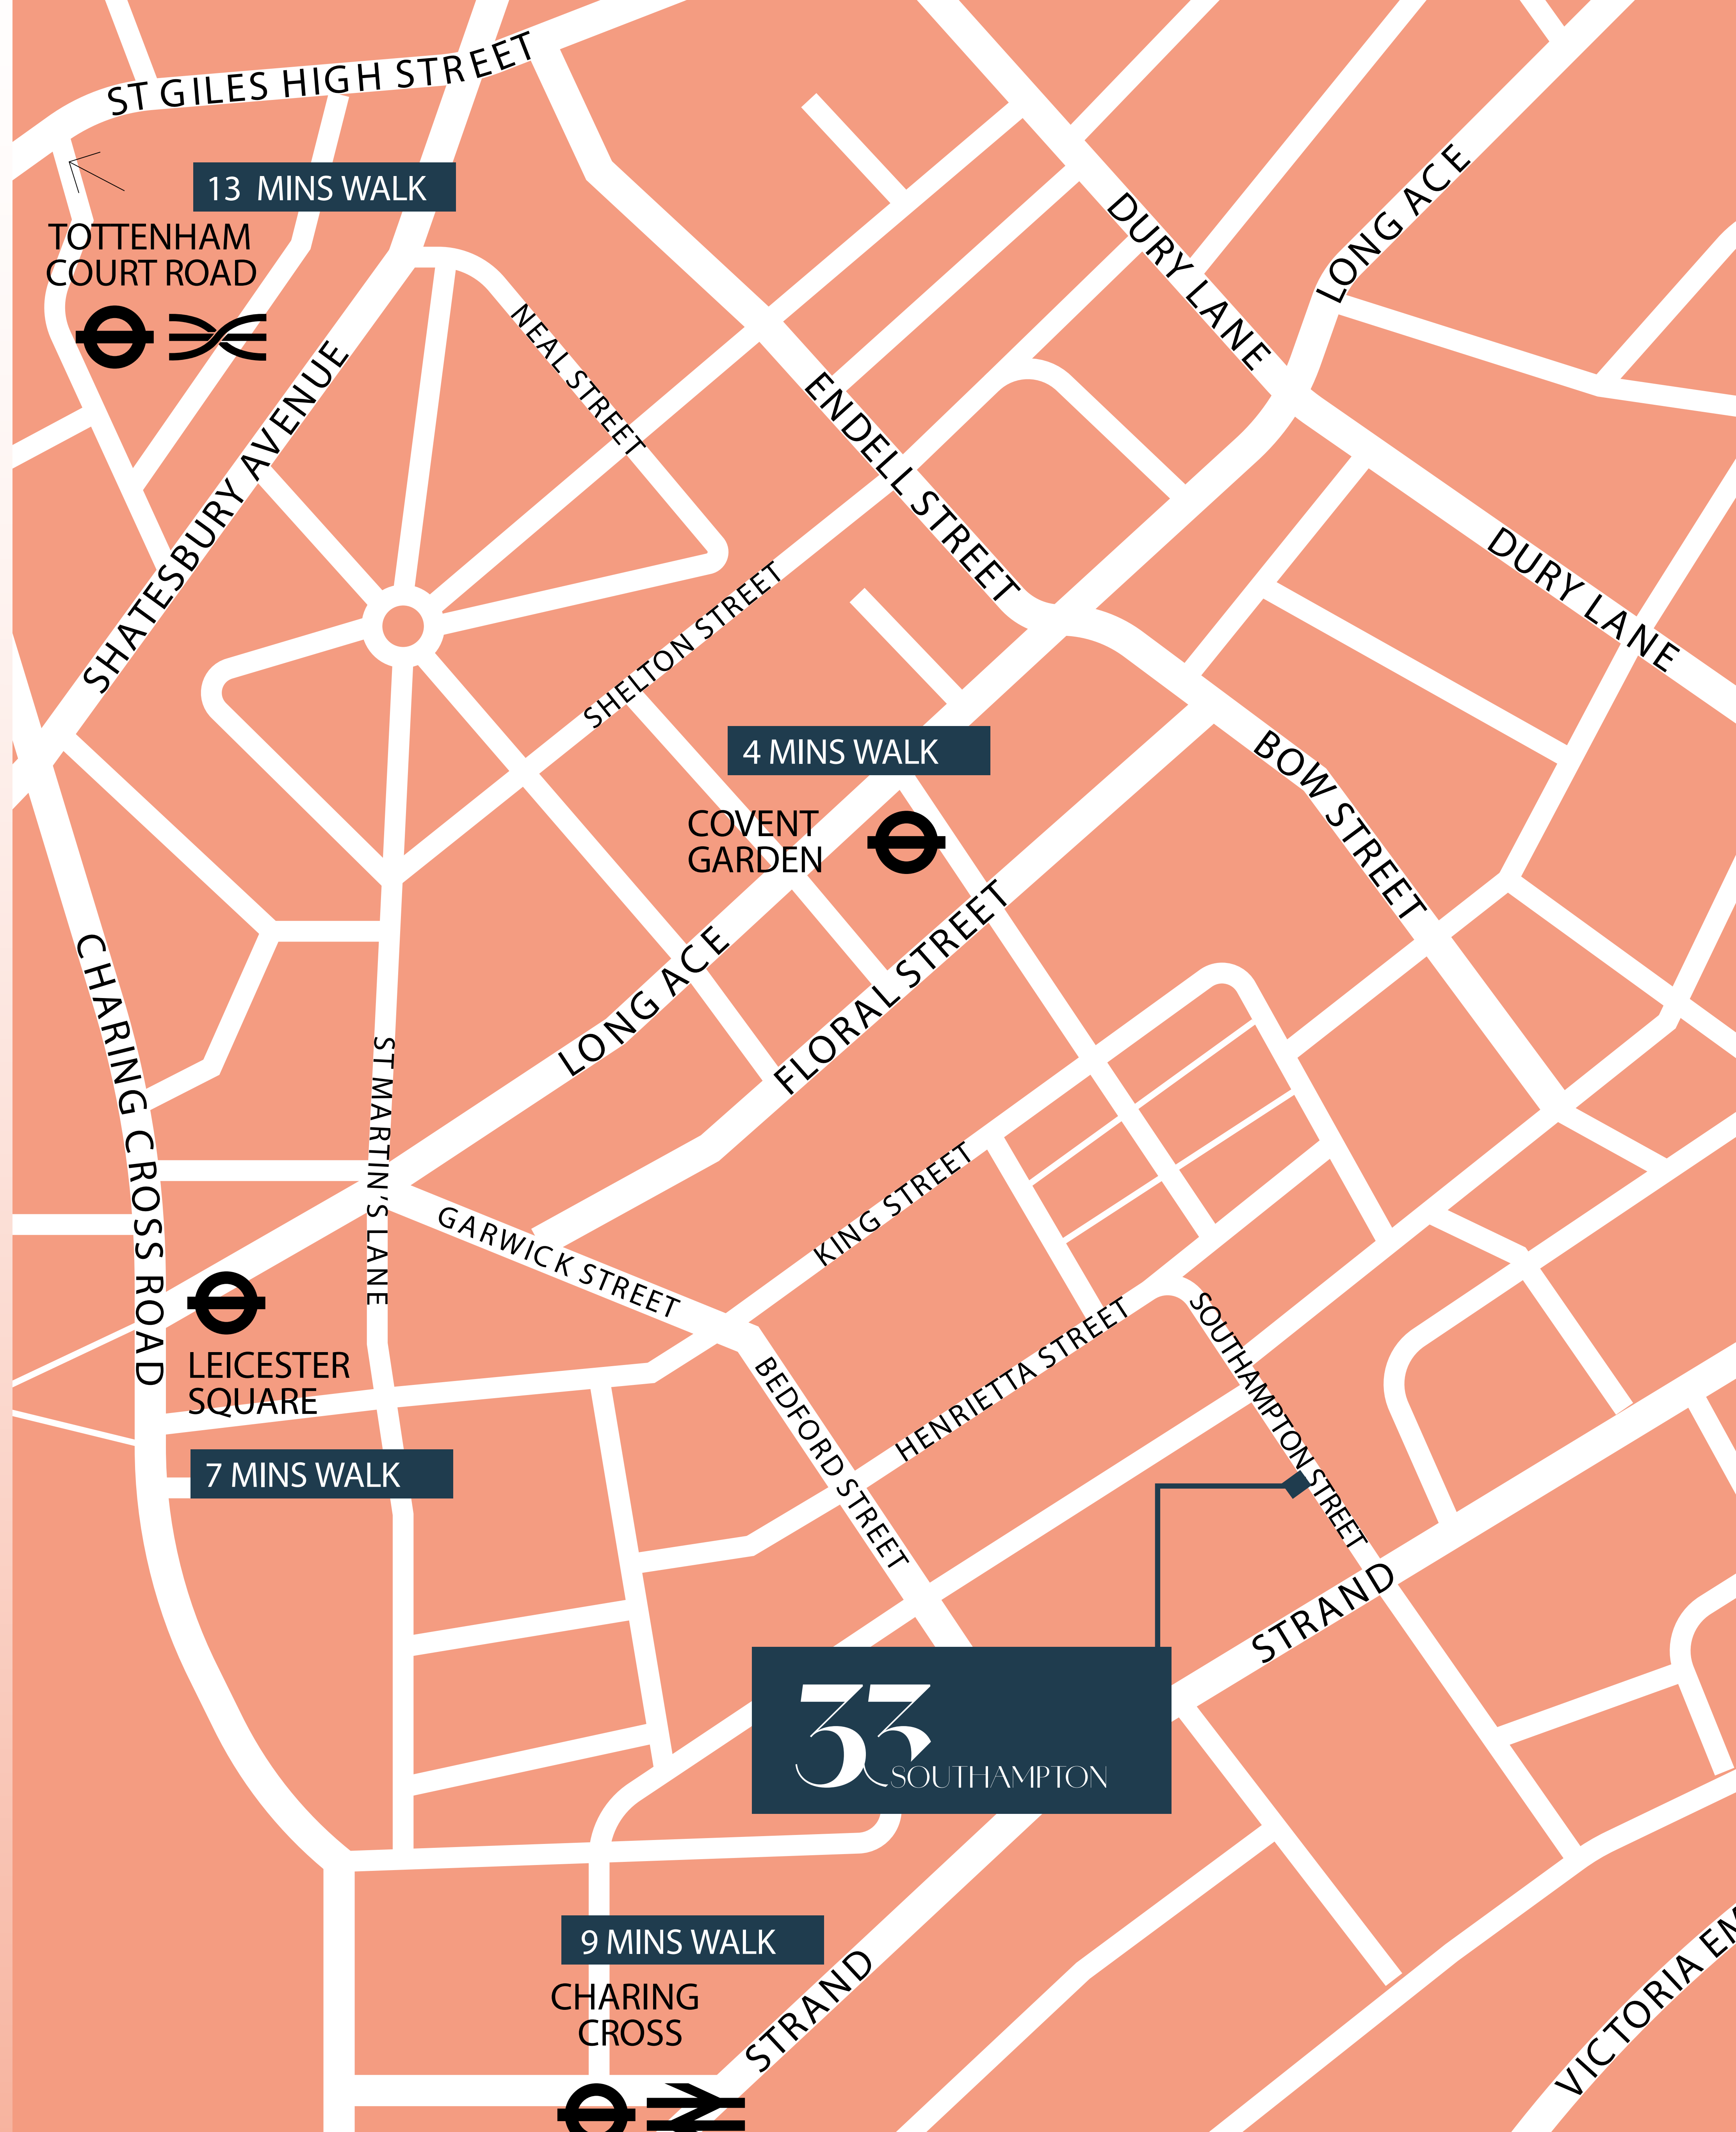 ST GILES HIGH STREET
13 MINS WALK
TOTTENHAM
COURT ROAD
LONG ACE
DURY LANE
NEAL STREET
SHATESBURY AVENUE
ENDELL STREET
DURY LANE
SHELTON STREET
4 MINS WALK
COVENT
GARDEN
BOW STREET
LONG ACE
FLORAL STREET
CHARING CROSS ROAD
ST MARTIN'S LANE
KING STREET
GARWICK STREET
LEICESTER
SQUARE
7 MINS WALK
HENRIETTA STREET
SOUTHAMPTON STREET
BEDFORD STREET
STRAND
33
SOUTHAMPTON
9 MINS WALK
CHARING
CROSS
STRAND
VICTORIA EM